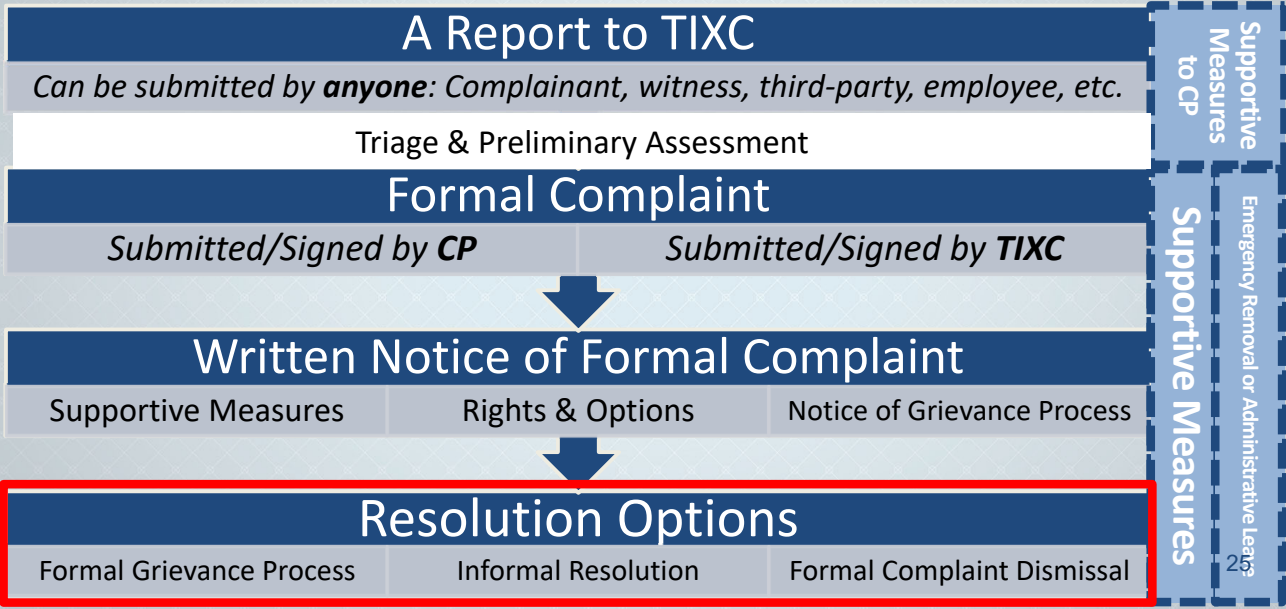 A Report to TIXC
Can be submitted by anyone: Complainant, witness, third-party, employee, etc.
Triage & Preliminary Assessment
Formal Complaint
Submitted/Signed by CP
Submitted/Signed by TIXC
Written Notice of Formal Complaint
Supportive Measures
Rights & Options
Notice of Grievance Process
Resolution Options
Formal Grievance Process
Informal Resolution
Formal Complaint Dismissal
Supportive
Measures
to CP
Supportive Measures
Emergency Removal or Administrative Leave
25